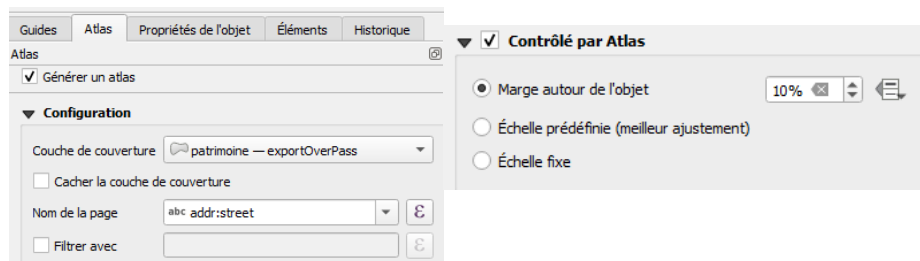 Guides Atlas Propriétés de l'objet Éléments Historique
Atlas
Générer un atlas
Configuration
Couche de couverture patrimoine — exportOverPass
Cacher la couche de couverture
Nom de la page abc addr:street ε
Filtrer avec ε
Contrôlé par Atlas
Marge autour de l'objet 10%
Échelle prédéfinie (meilleur ajustement)
Échelle fixe